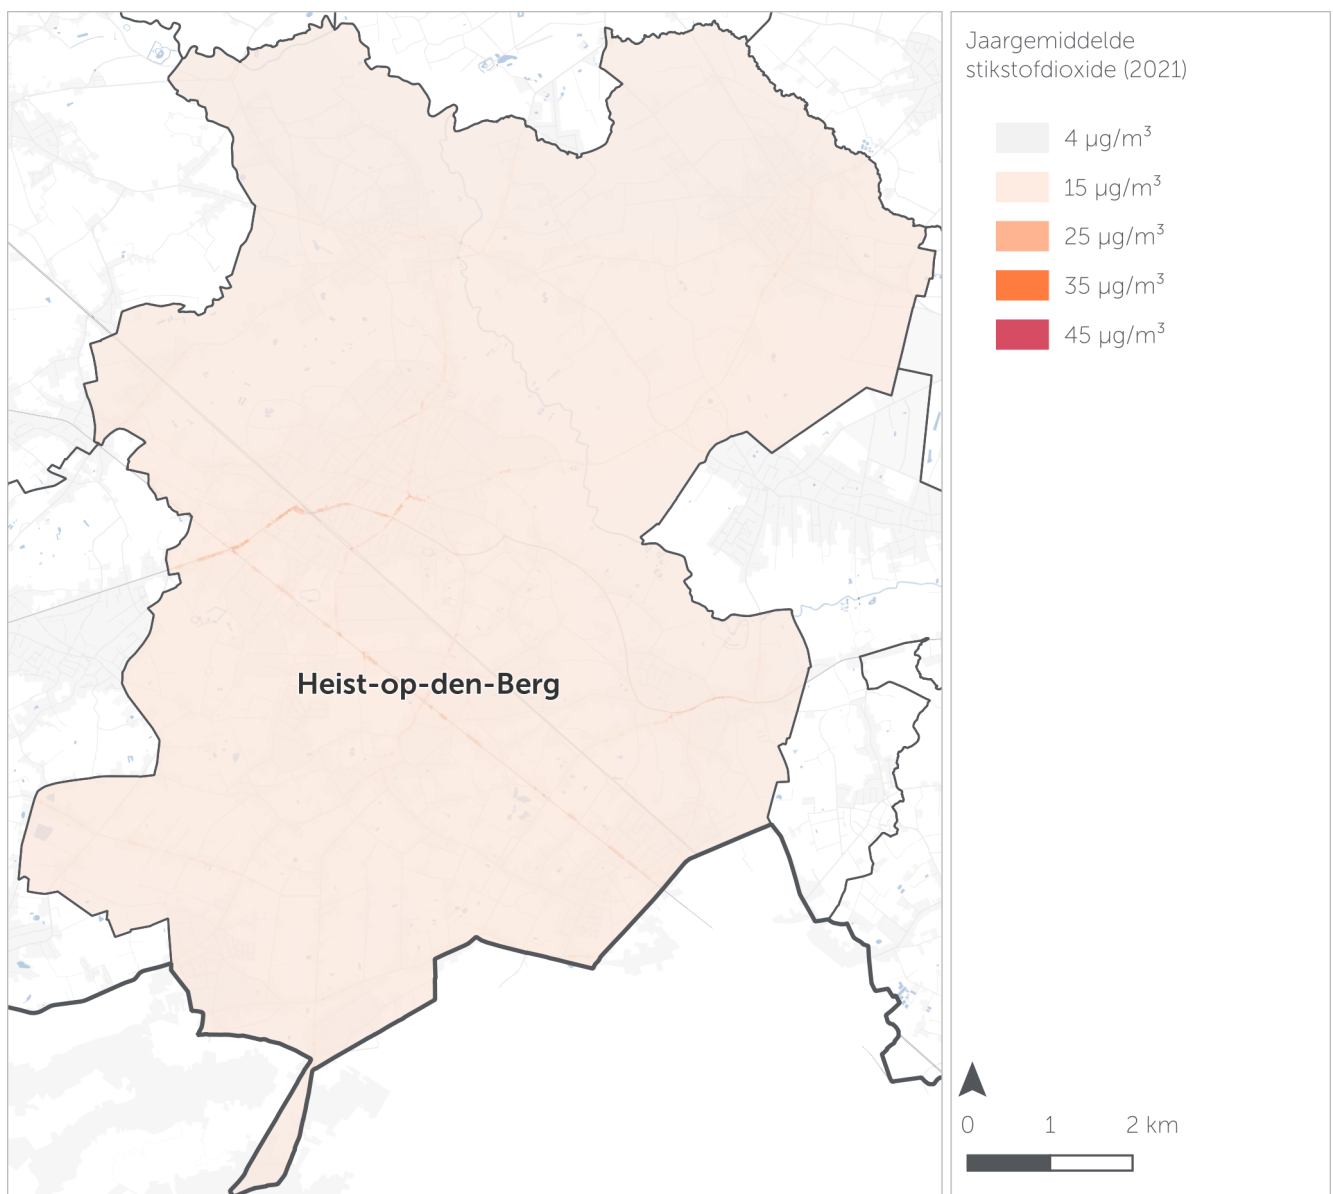 Jaargemiddelde
stikstofdioxide (2021)
4 µg/m³
15 µg/m³
25 µg/m³
35 µg/m³
45 µg/m³
Heist-op-den-Berg
0 1 2 km